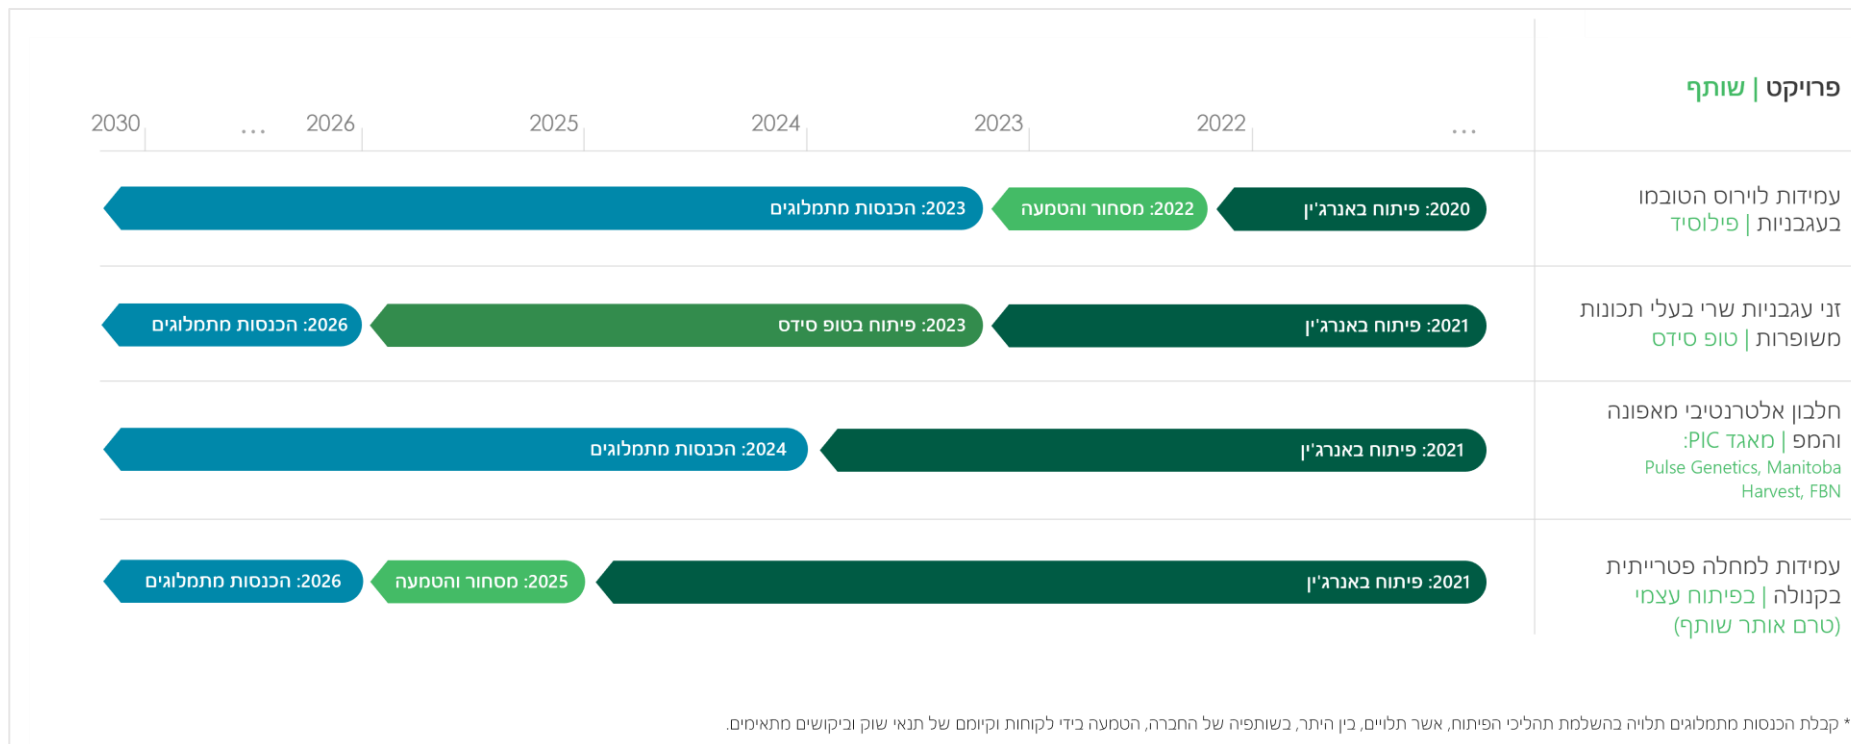 פרויקט | שותף
... 2022 2023 2024 2025 2026 ... 2030
עמידות לוירוס הטובמו
בעגבניות | פילוסיד
2020: פיתוח באנרג'ין
2022: מסחור והטמעה
2023: הכנסות מתמלוגים
זני עגבניות שרי בעלי תכונות
משופרות | טופ סידס
2021: פיתוח באנרג'ין
2023: פיתוח בטופ סידס
2026: הכנסות מתמלוגים
חלבון אלטרנטיבי מאפונה
והמפ | מאגד PIC:
Pulse Genetics, Manitoba
Harvest, FBN
2021: פיתוח באנרג'ין
2024: הכנסות מתמלוגים
עמידות למחלה פטרייתית
בקנולה | בפיתוח עצמי
(טרם אותר שותף)
2021: פיתוח באנרג'ין
2025: מסחור והטמעה
2026: הכנסות מתמלוגים
* קבלת הכנסות מתמלוגים תלויה בהשלמת תהליכי הפיתוח, אשר תלויים, בין היתר, בשותפיה של החברה, הטמעה בידי לקוחות וקיומם של תנאי שוק וביקושים מתאימים.